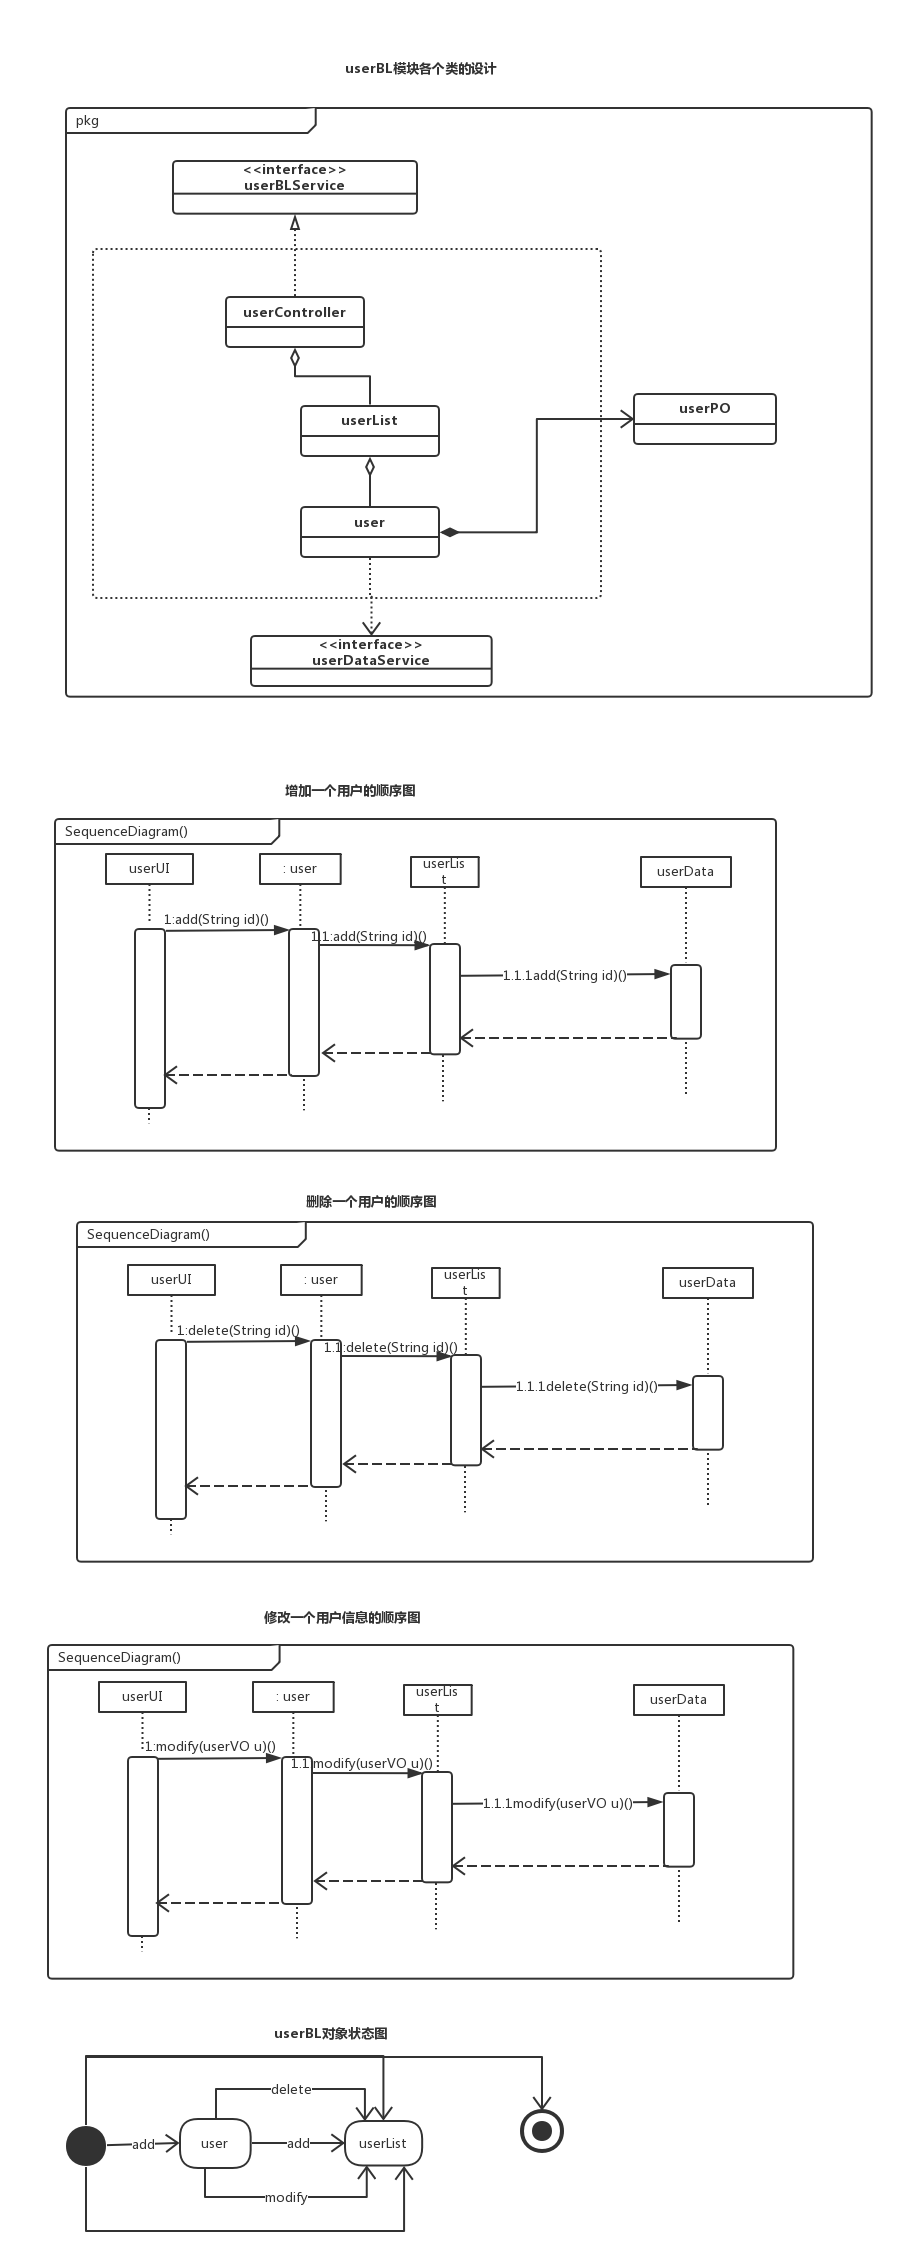 userBL模块各个类的设计
pkg
<<interface>>
userBLService
userController
userList
userPO
user
<<interface>>
userDataService
增加一个用户的顺序图
SequenceDiagram()
userUI
: user
userLis
t
userData
1:add(String id)()
1.1:add(String id)()
1.1.1add(String id)()
删除一个用户的顺序图
SequenceDiagram()
userUI
: user
userLis
t
userData
1:delete(String id)()
1.1:delete(String id)()
1.1.1delete(String id)()
修改一个用户信息的顺序图
SequenceDiagram()
userUI
: user
userLis
t
userData
1:modify(userVO u)()
1.1:modify(userVO u)()
1.1.1modify(userVO u)()
userBL对象状态图
delete
add
user
add
userList
modify